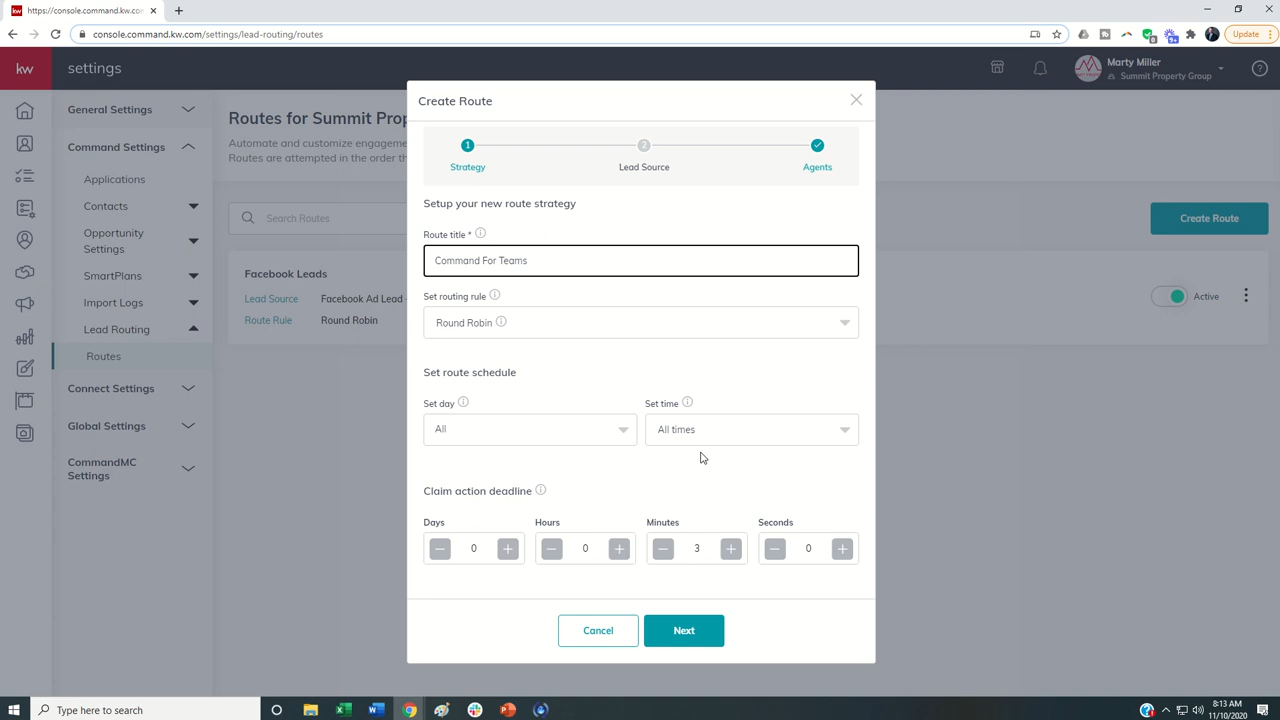 https://console.command.kw.com/
console.command.kw.com/settings/lead-routing/routes
Update
kw
settings
Marty Miller
Summit Property Group
General Settings
Command Settings
Applications
Contacts
Opportunity
Settings
SmartPlans
Import Logs
Lead Routing
Routes
Connect Settings
Global Settings
CommandMC
Settings
Routes for Summit Prop
Automate and customize engageme
Routes are attempted in the order th
Search Routes
Create Route
Facebook Leads
Lead Source Facebook Ad Lead
Route Rule Round Robin
Active
Create Route
1 2
Strategy Lead Source Agents
Setup your new route strategy
Route title *
Command For Teams
Set routing rule
Round Robin
Set route schedule
Set day Set time
All All times
Claim action deadline
Days Hours Minutes Seconds
0 0 3 0
Cancel Next
Type here to search
8:13 AM
11/10/2020